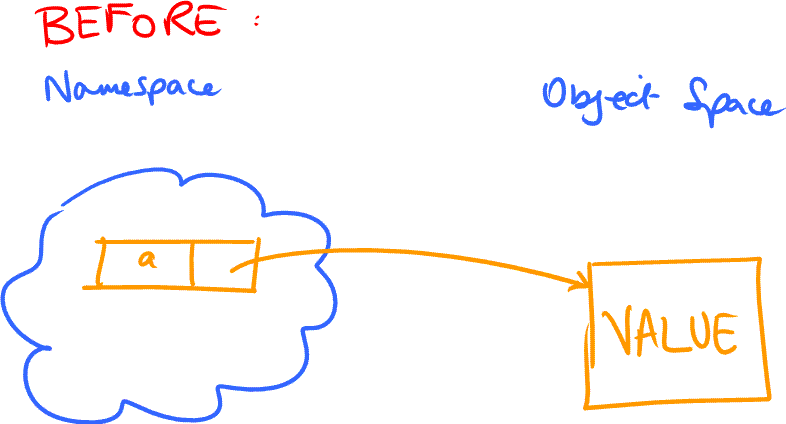 BEFORE :
Namespace
Object Space
a
VALUE